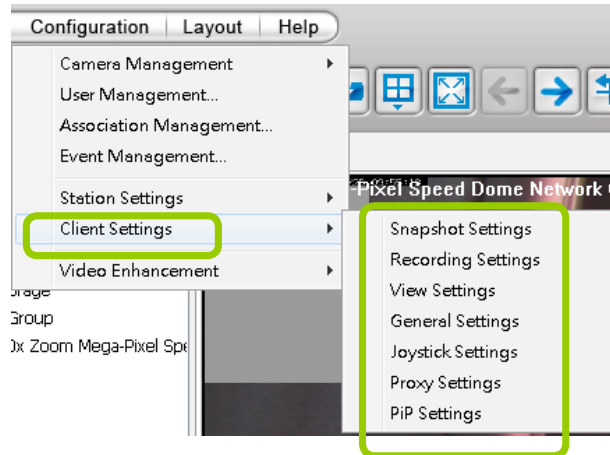 Configuration Layout Help
Camera Management
User Management...
Association Management...
Event Management...
Station Settings
-Pixel Speed Dome Network
Client Settings
Snapshot Settings
Recording Settings
Video Enhancement
View Settings
General Settings
Group
Joystick Settings
0x Zoom Mega-Pixel Spe
Proxy Settings
PiP Settings